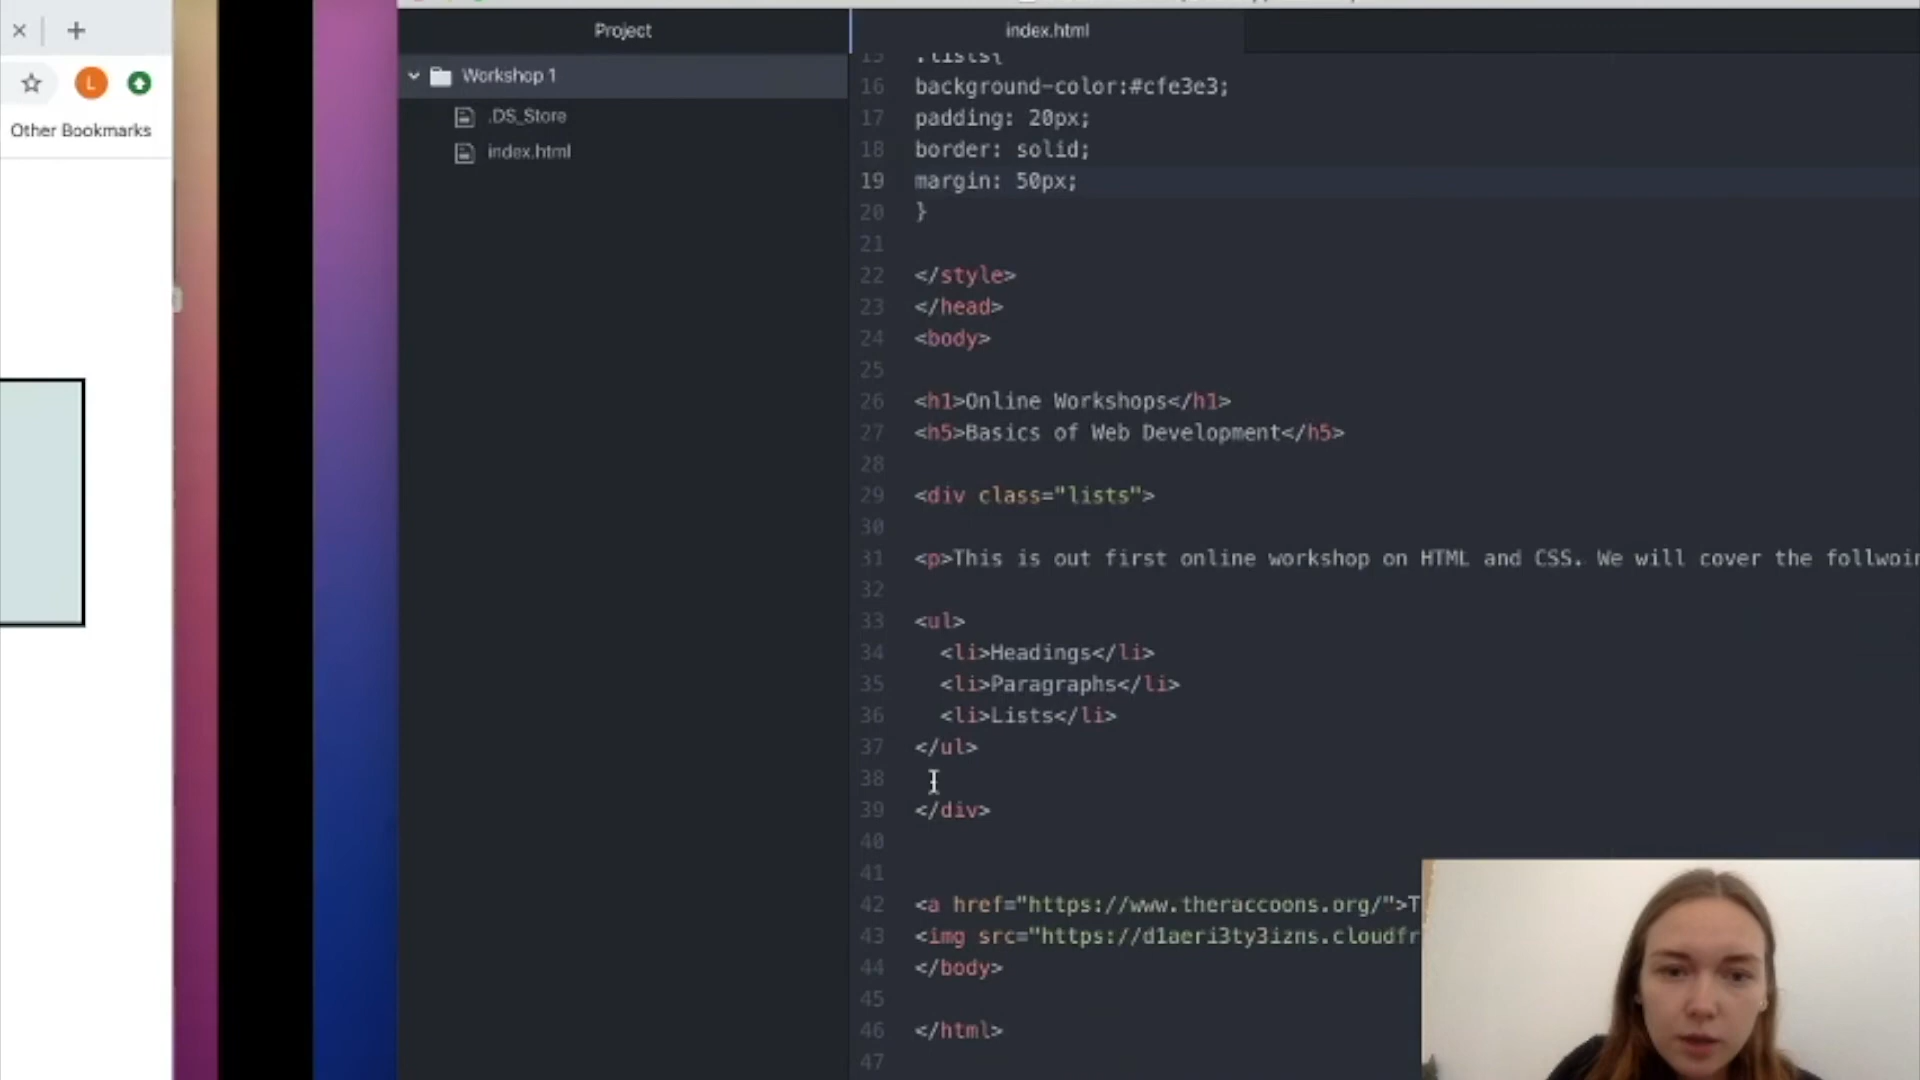 Other Bookmarks
L
Project
Workshop 1
.DS_Store
index.html
index.html
15 .lists{
16 background-color:#cfe3e3;
17 padding: 20px;
18 border: solid;
19 margin: 50px;
20 }
21
22 </style>
23 </head>
24 <body>
25
26 <h1>Online Workshops</h1>
27 <h5>Basics of Web Development</h5>
28
29 <div class="lists">
30
31 <p>This is out first online workshop on HTML and CSS. We will cover the follwoin
32
33 <ul>
34 <li>Headings</li>
35 <li>Paragraphs</li>
36 <li>Lists</li>
37 </ul>
38
39 </div>
40
41
42 <a href="https://www.theraccoons.org/">T
43 <img src="https://d1aeri3ty3izns.cloudfr
44 </body>
45
46 </html>
47